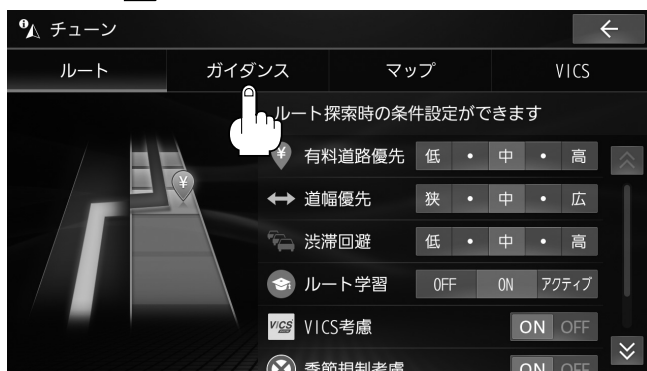 チューン
ルート ガイダンス マップ VICS
ルート探索時の条件設定ができます
¥ 有料道路優先 低 • 中 • 高
¥
道幅優先 狭 • 中 • 広
渋滞回避 低 • 中 • 高
ルート学習 OFF ON アクティブ
VICS VICS考慮 ON OFF
季節規制考慮 ON OFF